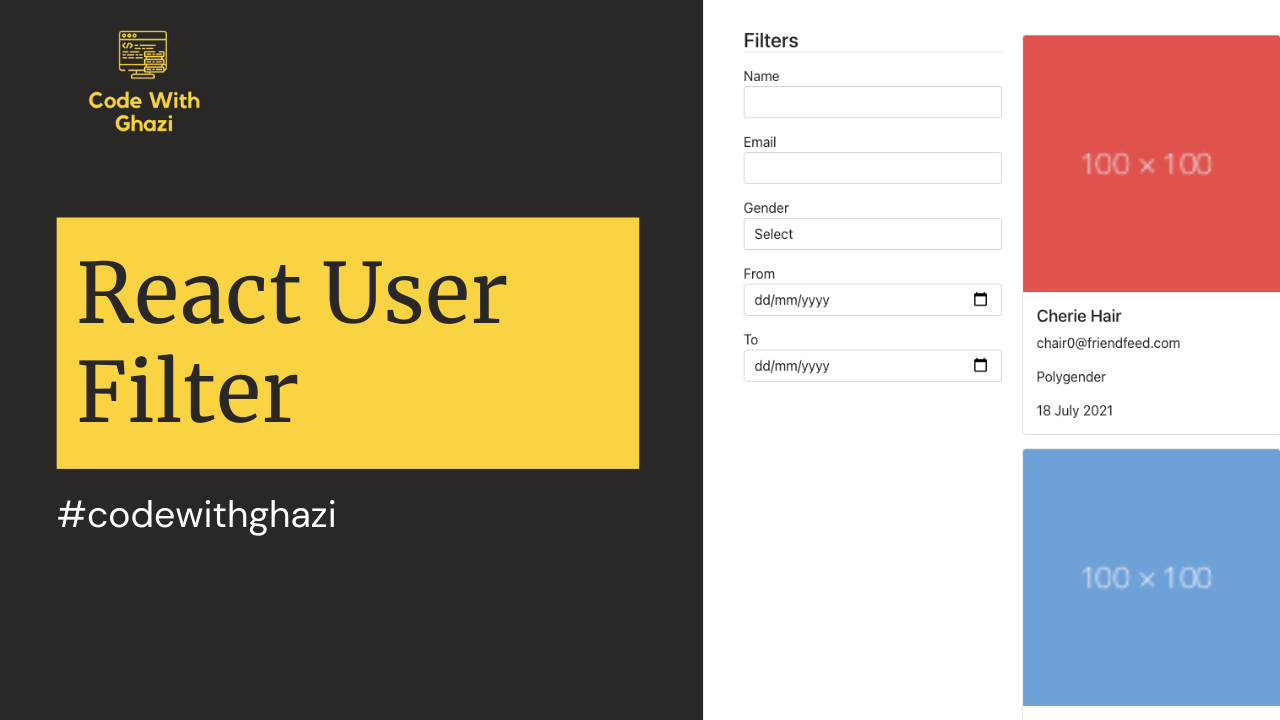 Code With
Ghazi
React User
Filter
#codewithghazi
Filters
Name
Email
Gender
Select
From
dd/mm/yyyy
To
dd/mm/yyyy
100 × 100
Cherie Hair
chair0@friendfeed.com
Polygender
18 July 2021
100 × 100